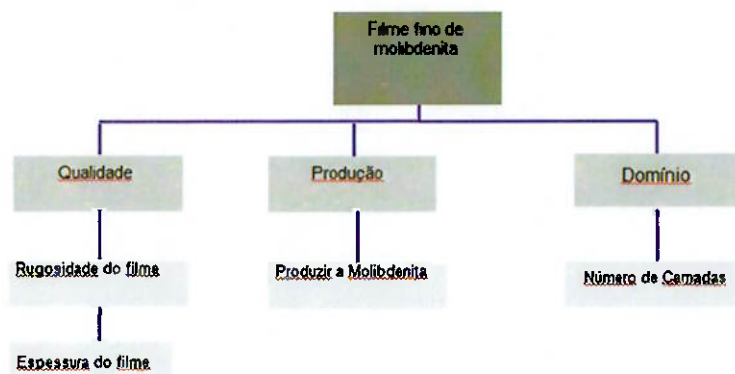 Filme fino de
molibdenita
Qualidade
Produção
Domínio
Rugosidade do filme
Produzir a Molibdenita
Número de Camadas
Espessura do filme